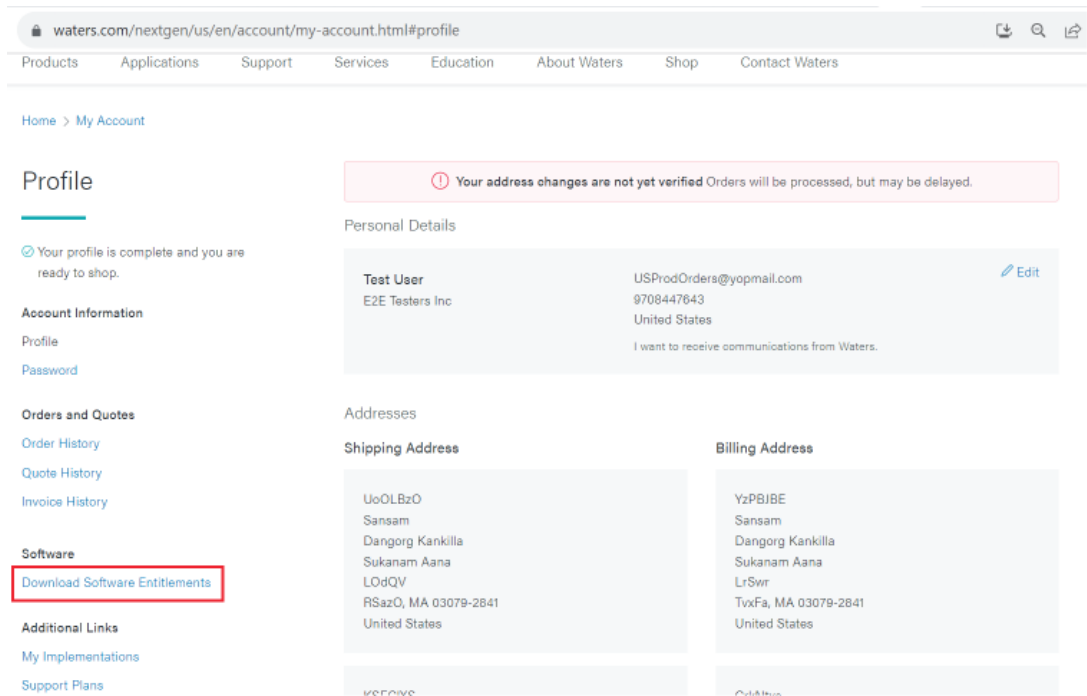 waters.com/nextgen/us/en/account/my-account.html#profile
Products Applications Support Services Education About Waters Shop Contact Waters
Home > My Account
Profile
Your profile is complete and you are
ready to shop.
Account Information
Profile
Password
Orders and Quotes
Order History
Quote History
Invoice History
Software
Download Software Entitlements
Additional Links
My Implementations
Support Plans
Your address changes are not yet verified Orders will be processed, but may be delayed.
Personal Details
Test User
E2E Testers Inc
USProdOrders@yopmail.com
9708447643
United States
I want to receive communications from Waters.
Edit
Addresses
Shipping Address
UoOLBzO
Sansam
Dangorg Kankilla
Sukanam Aana
LOdQV
RSazO, MA 03079-2841
United States
Billing Address
YzPBJBE
Sansam
Dangorg Kankilla
Sukanam Aana
LrSwr
TvxFa, MA 03079-2841
United States